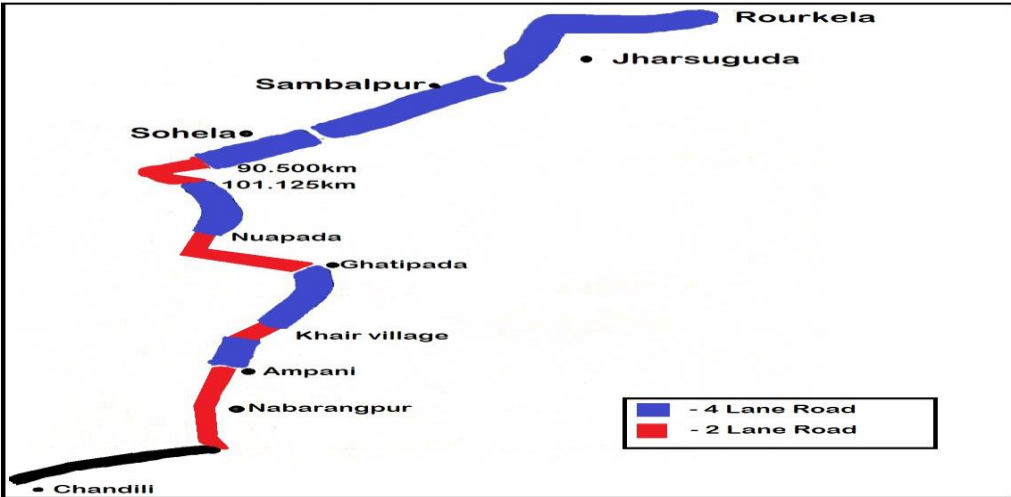 Rourkela
Jharsuguda
Sambalpur
Sohela
90.500km
101.125km
Nuapada
Ghatipada
Khair village
Ampani
Nabarangpur
- 4 Lane Road
- 2 Lane Road
Chandili